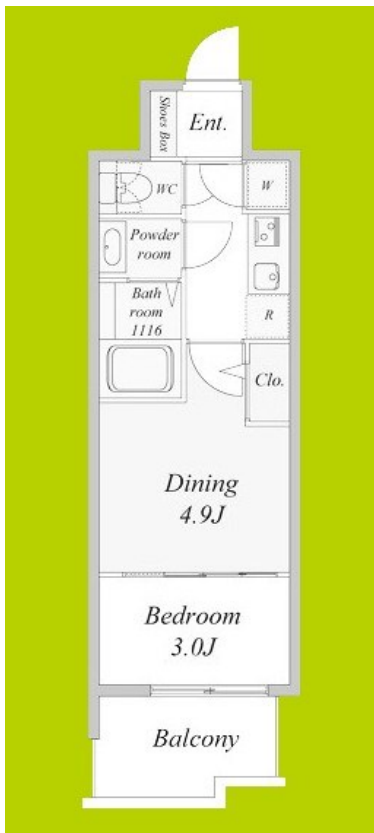 Shoes Box
Ent.
WC
W
Powder
room
Bath
room
1116
R
Clo.
Dining
4.9J
Bedroom
3.0J
Balcony